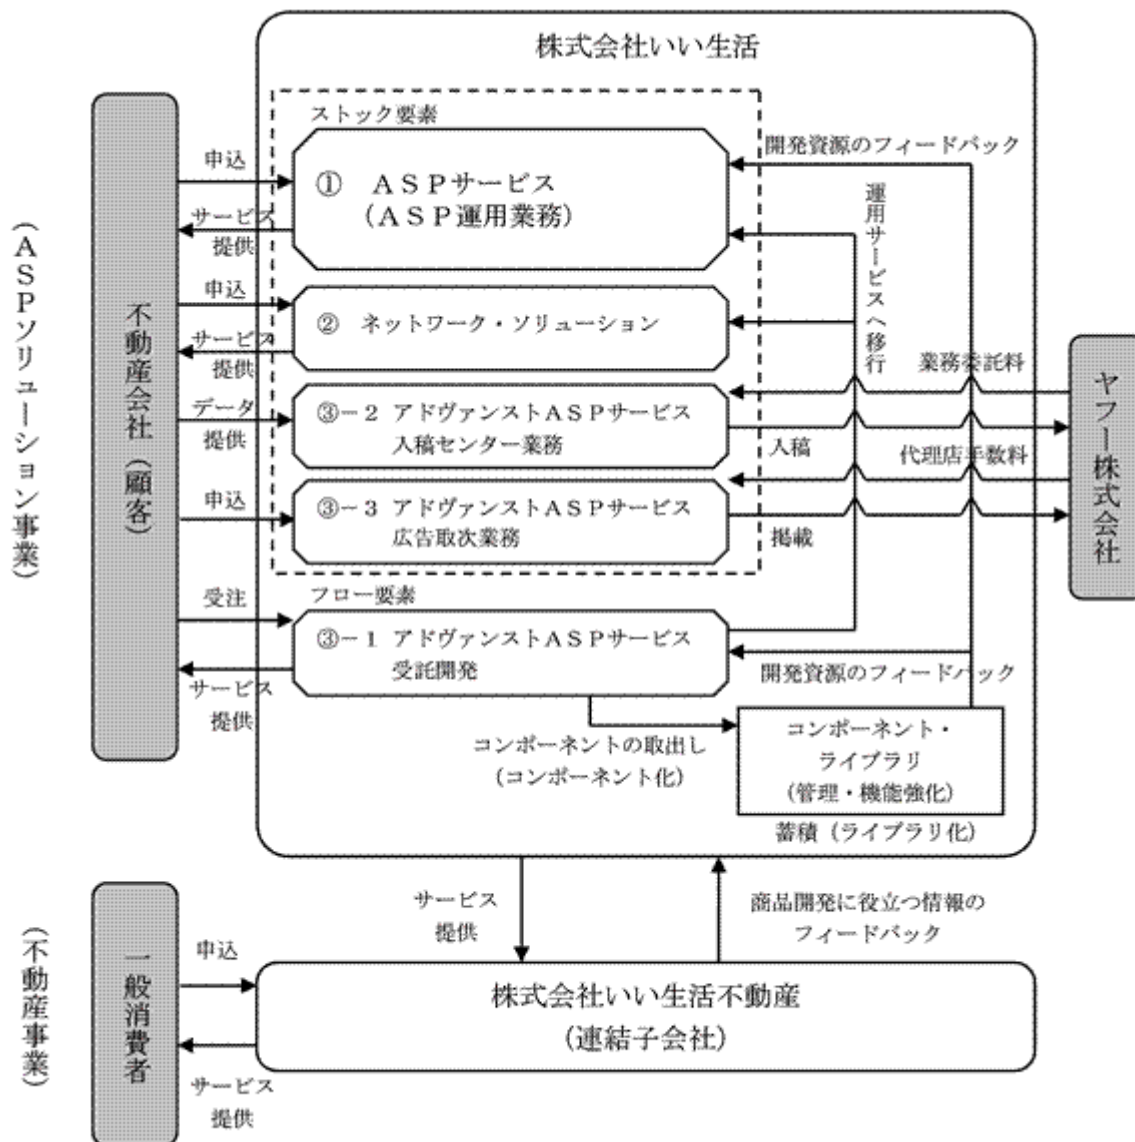 株式会社いい生活
ストック要素
① ＡＳＰサービス
（ＡＳＰ運用業務）
② ネットワーク・ソリューション
③－２ アドヴァンストＡＳＰサービス
入稿センター業務
③－３ アドヴァンストＡＳＰサービス
広告取次業務
フロー要素
③－１ アドヴァンストＡＳＰサービス
受託開発
（ＡＳＰソリューション事業）
不動産会社（顧客）
申込
サービス
提供
申込
サービス
提供
データ
提供
申込
受注
サービス
提供
開発資源のフィードバック
運用サービスへ移行
業務委託料
入稿
代理店手数料
掲載
ヤフー株式会社
開発資源のフィードバック
コンポーネントの取出し
（コンポーネント化）
コンポーネント・
ライブラリ
（管理・機能強化）
蓄積（ライブラリ化）
サービス
提供
商品開発に役立つ情報の
フィードバック
（不動産事業）
一般消費者
申込
サービス
提供
株式会社いい生活不動産
（連結子会社）